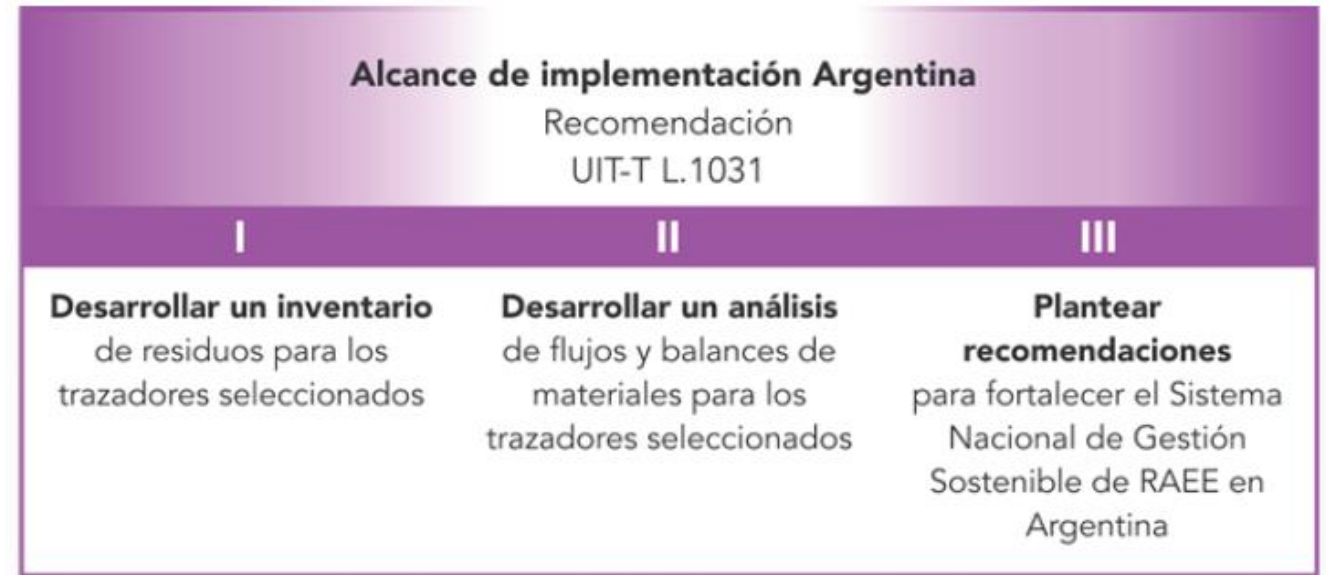 Alcance de implementación Argentina
Recomendación
UIT-T L.1031
I
II
III
Desarrollar un inventario
de residuos para los
trazadores seleccionados
Desarrollar un análisis
de flujos y balances de
materiales para los
trazadores seleccionados
Plantear
recomendaciones
para fortalecer el Sistema
Nacional de Gestión
Sostenible de RAEE en
Argentina